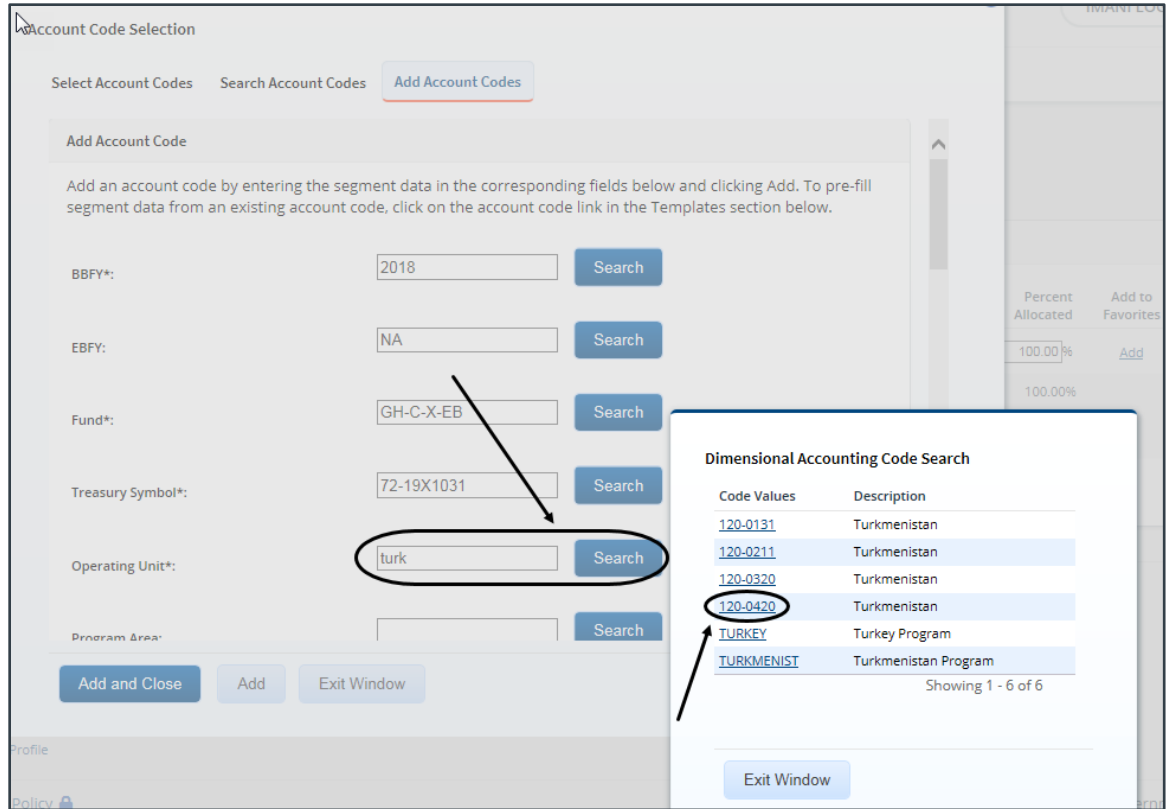 IMANI LOG
Account Code Selection
Select Account Codes Search Account Codes Add Account Codes
Add Account Code
Add an account code by entering the segment data in the corresponding fields below and clicking Add. To pre-fill
segment data from an existing account code, click on the account code link in the Templates section below.
BBFY*: 2018 Search
EBFY: NA Search
Fund*: GH-C-X-EB Search
Treasury Symbol*: 72-19X1031 Search
Operating Unit*: turk Search
Program Area: Search
Add and Close Add Exit Window
Percent Add to
Allocated Favorites
100.00 % Add
100.00%
Dimensional Accounting Code Search
Code Values Description
120-0131 Turkmenistan
120-0211 Turkmenistan
120-0320 Turkmenistan
120-0420 Turkmenistan
TURKEY Turkey Program
TURKMENIST Turkmenistan Program
Showing 1 - 6 of 6
Exit Window
Profile
Policy